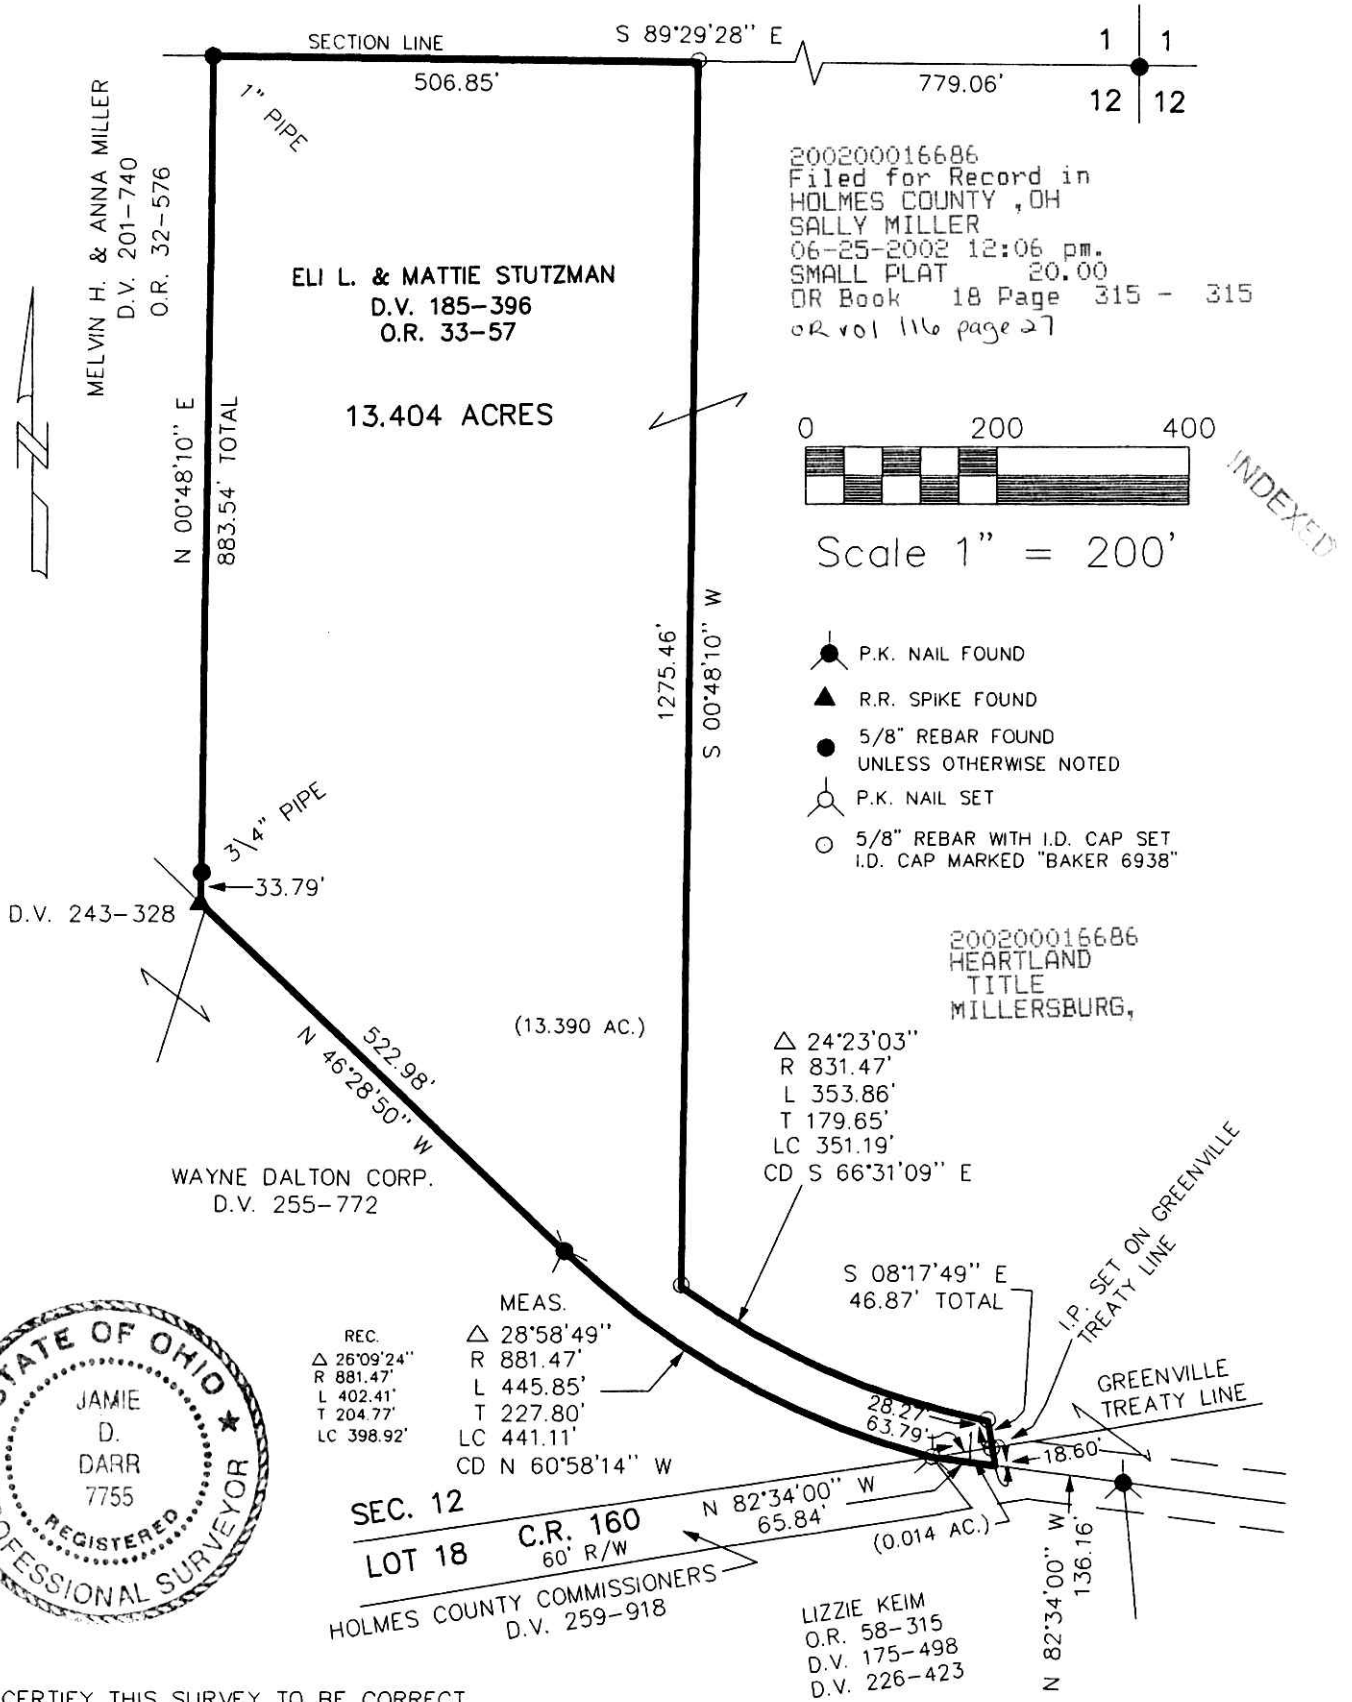 SECTION LINE
S 89°29'28" E
506.85'
779.06'
1 1
12 12
1" PIPE
MELVIN H. & ANNA MILLER
D.V. 201-740
O.R. 32-576
200200016686
Filed for Record in
HOLMES COUNTY ,OH
SALLY MILLER
06-25-2002 12:06 pm.
SMALL PLAT 20.00
OR Book 18 Page 315 - 315
OR vol 116 page 27
ELI L. & MATTIE STUTZMAN
D.V. 185-396
O.R. 33-57
13.404 ACRES
N
N 00°48'10" E
883.54' TOTAL
0 200 400
Scale 1" = 200'
INDEXED
1275.46'
S 00°48'10" W
P.K. NAIL FOUND
R.R. SPIKE FOUND
5/8" REBAR FOUND
UNLESS OTHERWISE NOTED
P.K. NAIL SET
5/8" REBAR WITH I.D. CAP SET
I.D. CAP MARKED "BAKER 6938"
3\4" PIPE
33.79'
D.V. 243-328
200200016686
HEARTLAND
TITLE
MILLERSBURG,
(13.390 AC.)
522.98'
N 46°28'50" W
△ 24°23'03"
R 831.47'
L 353.86'
T 179.65'
LC 351.19'
CD S 66°31'09" E
WAYNE DALTON CORP.
D.V. 255-772
S 08°17'49" E
46.87' TOTAL
I.P. SET ON GREENVILLE
TREATY LINE
GREENVILLE
TREATY LINE
MEAS.
△ 28°58'49"
R 881.47'
L 445.85'
T 227.80'
LC 441.11'
CD N 60°58'14" W
REC.
△ 26°09'24"
R 881.47'
L 402.41'
T 204.77'
LC 398.92'
28.27'
63.79'
18.60'
STATE OF OHIO
JAMIE
D.
DARR
7755
REGISTERED
PROFESSIONAL SURVEYOR
SEC. 12
LOT 18
C.R. 160
60' R/W
N 82°34'00" W
65.84'
(0.014 AC.)
HOLMES COUNTY COMMISSIONERS
D.V. 259-918
N 82°34'00" W
136.16'
LIZZIE KEIM
O.R. 58-315
D.V. 175-498
D.V. 226-423
CERTIFY THIS SURVEY TO BE CORRECT